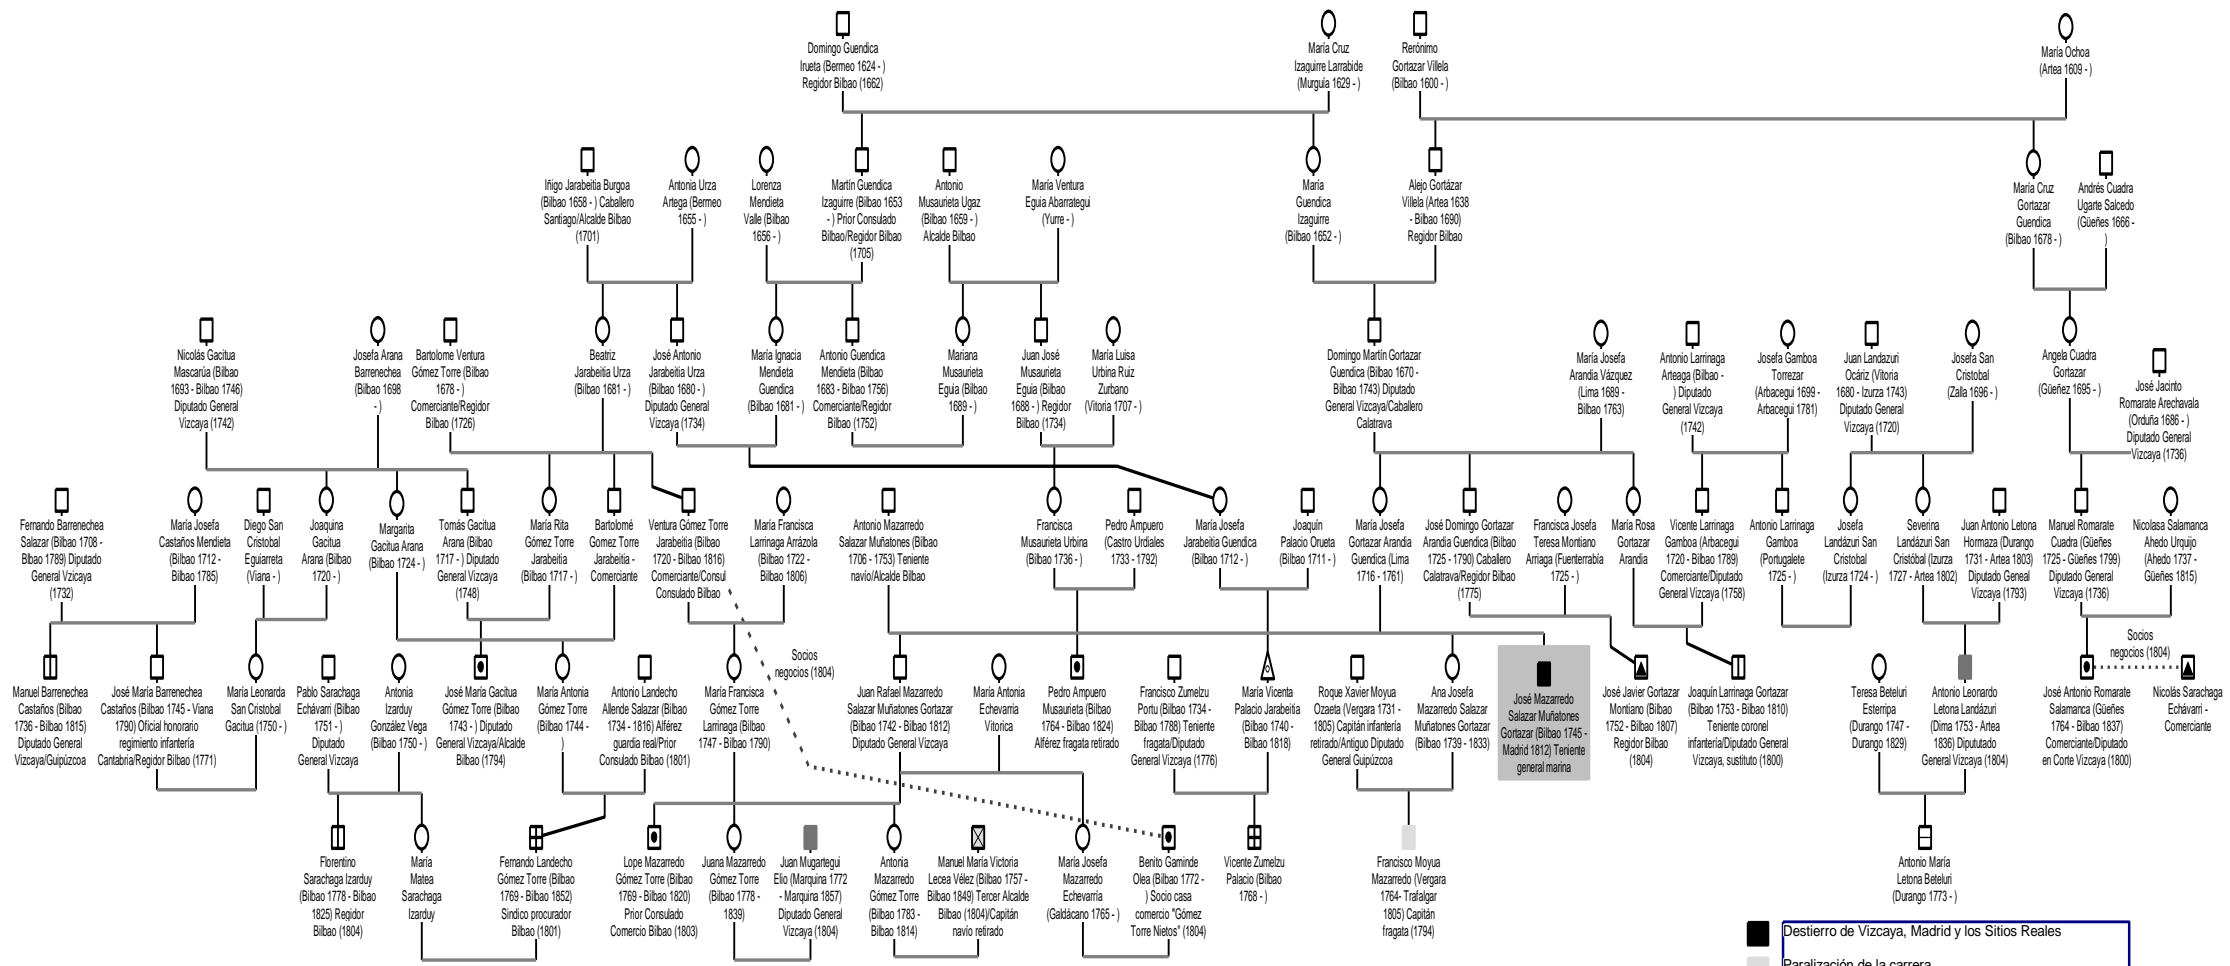 Domingo Guendica
Irueta (Bermeo 1624 - )
Regidor Bilbao (1662)
María Cruz
Izaguirre Larrabide
(Murguia 1629 - )
Rerónimo
Gortazar Villela
(Bilbao 1600 - )
María Ochoa
(Artea 1609 - )
Iñigo Jarabeitia Burgoa
(Bilbao 1658 - ) Caballero
Santiago/Alcalde Bilbao
(1701)
Antonia Urza
Artega (Bermeo
1655 - )
Lorenza
Mendieta
Valle (Bilbao
1656 - )
Martín Guendica
Izaguirre (Bilbao 1653
- ) Prior Consulado
Bilbao/Regidor Bilbao
(1705)
Antonio
Musaurieta Ugaz
(Bilbao 1659 - )
Alcalde Bilbao
María Ventura
Eguia Abarrategui
(Yurre - )
María
Guendica
Izaguirre
(Bilbao 1652 - )
Alejo Gortázar
Villela (Artea 1638
- Bilbao 1690)
Regidor Bilbao
María Cruz
Gortazar
Guendica
(Bilbao 1678 - )
Andrés Cuadra
Ugarte Salcedo
(Güeñes 1666 -
)
Nicolás Gacitua
Mascarúa (Bilbao
1693 - Bilbao 1746)
Diputado General
Vizcaya (1742)
Josefa Arana
Barrenechea
(Bilbao 1698
- )
Bartolome Ventura
Gómez Torre (Bilbao
1678 - )
Comerciante/Regidor
Bilbao (1726)
Beatriz
Jarabeitia Urza
(Bilbao 1681 - )
José Antonio
Jarabeitia Urza
(Bilbao 1680 - )
Diputado General
Vizcaya (1734)
María Ignacia
Mendieta
Guendica
(Bilbao 1681 - )
Antonio Guendica
Mendieta (Bilbao
1683 - Bilbao 1756)
Comerciante/Regidor
Bilbao (1752)
Mariana
Musaurieta
Eguia (Bilbao
1689 - )
Juan José
Musaurieta
Eguia (Bilbao
1688 - ) Regidor
Bilbao (1734)
María Luisa
Urbina Ruiz
Zurbano
(Vitoria 1707 - )
Domingo Martín Gortazar
Guendica (Bilbao 1670 -
Bilbao 1743) Diputado
General Vizcaya/Caballero
Calatrava
María Josefa
Arandia Vázquez
(Lima 1689 -
Bilbao 1763)
Antonio Larrinaga
Arteaga (Bilbao -
) Diputado
General Vizcaya
(1742)
Josefa Gamboa
Torrezar
(Arbacegui 1699 -
Arbacegui 1781)
Juan Landazuri
Ocáriz (Vitoria
1680 - Izurza 1743)
Diputado General
Vizcaya (1720)
Josefa San
Cristobal
(Zalla 1696 - )
Angela Cuadra
Gortazar
(Güeñez 1695 - )
José Jacinto
Romarate Arechavala
(Orduña 1686 - )
Diputado General
Vizcaya (1736)
Fernando Barrenechea
Salazar (Bilbao 1708 -
Bilbao 1789) Diputado
General Vzicaya
(1732)
María Josefa
Castaños Mendieta
(Bilbao 1712 -
Bilbao 1785)
Diego San
Cristobal
Eguiarreta
(Viana - )
Joaquina
Gacitua
Arana (Bilbao
1720 - )
Margarita
Gacitua Arana
(Bilbao 1724 - )
Tomás Gacitua
Arana (Bilbao
1717 - ) Diputado
General Vizcaya
(1748)
María Rita
Gómez Torre
Jarabeitia
(Bilbao 1717 - )
Bartolomé
Gomez Torre
Jarabeitia -
Comerciante
Ventura Gómez Torre
Jarabeitia (Bilbao
1720 - Bilbao 1816)
Comerciante/Consul
Consulado Bilbao
María Francisca
Larrinaga Arrázola
(Bilbao 1722 -
Bilbao 1806)
Antonio Mazarredo
Salazar Muñatones (Bilbao
1706 - 1753) Teniente
navío/Alcalde Bilbao
Francisca
Musaurieta Urbina
(Bilbao 1736 - )
Pedro Ampuero
(Castro Urdiales
1733 - 1792)
María Josefa
Jarabeitia Guendica
(Bilbao 1712 - )
Joaquín
Palacio Orueta
(Bilbao 1711 - )
María Josefa
Gortazar Arandia
Guendica (Lima
1716 - 1761)
José Domingo Gortazar
Arandia Guendica (Bilbao
1725 - 1790) Caballero
Calatrava/Regidor Bilbao
(1775)
Francisca Josefa
Teresa Montiano
Arriaga (Fuenterrabía
1725 - )
María Rosa
Gortazar
Arandia
Vicente Larrinaga
Gamboa (Arbacegui
1720 - Bilbao 1789)
Comerciante/Diputado
General Vizcaya (1758)
Antonio Larrinaga
Gamboa
(Portugalete
1725 - )
Josefa
Landázuri San
Cristobal
(Izurza 1724 - )
Severina
Landázuri San
Cristóbal (Izurza
1727 - Artea 1802)
Juan Antonio Letona
Hormaza (Durango
1731 - Artea 1803)
Diputado Geneal
Vizcaya (1793)
Manuel Romarate
Cuadra (Güeñes
1725 - Güeñes 1799)
Diputado General
Vizcaya (1736)
Nicolasa Salamanca
Ahedo Urquijo
(Ahedo 1737 -
Güeñes 1815)
Socios
negocios (1804)
Socios
negocios (1804)
Manuel Barrenechea
Castaños (Bilbao
1736 - Bilbao 1815)
Diputado General
Vizcaya/Guipúzcoa
José María Barrenechea
Castaños (Bilbao 1745 - Viana
1790) Oficial honorario
regimiento infantería
Cantabria/Regidor Bilbao (1771)
María Leonarda
San Cristobal
Gacitua (1750 - )
Pablo Sarachaga
Echávarri (Bilbao
1751 - )
Diputado
General Vizcaya
Antonia
Izarduy
González Vega
(Bilbao 1750 - )
José María Gacitua
Gómez Torre (Bilbao
1743 - ) Diputado
General Vizcaya/Alcalde
Bilbao (1794)
María Antonia
Gómez Torre
(Bilbao 1744 -
)
Antonio Landecho
Allende Salazar (Bilbao
1734 - 1816) Alférez
guardia real/Prior
Consulado Bilbao (1801)
María Francisca
Gómez Torre
Larrinaga (Bilbao
1747 - Bilbao 1790)
Juan Rafael Mazarredo
Salazar Muñatones Gortazar
(Bilbao 1742 - Bilbao 1812)
Diputado General Vizcaya
María Antonia
Echevarria
Vitorica
Pedro Ampuero
Musaurieta (Bilbao
1764 - Bilbao 1824)
Alférez fragata retirado
Francisco Zumelzu
Portu (Bilbao 1734 -
Bilbao 1788) Teniente
fragata/Diputado
General Vizcaya (1776)
María Vicenta
Palacio Jarabeitia
(Bilbao 1740 -
Bilbao 1818)
Roque Xavier Moyua
Ozaeta (Vergara 1731 -
1805) Capitán infantería
retirado/Antiguo Diputado
General Guipúzcoa
Ana Josefa
Mazarredo Salazar
Muñatones Gortazar
(Bilbao 1739 - 1833)
José Mazarredo
Salazar Muñatones
Gortazar (Bilbao 1745 -
Madrid 1812) Teniente
general marina
José Javier Gortazar
Montiano (Bilbao
1752 - Bilbao 1807)
Regidor Bilbao
(1804)
Joaquín Larrinaga Gortazar
(Bilbao 1753 - Bilbao 1810)
Teniente coronel
infantería/Diputado General
Vizcaya, sustituto (1800)
Teresa Beteluri
Esterripa
(Durango 1747 -
Durango 1829)
Antonio Leonardo
Letona Landázuri
(Dima 1753 - Artea
1836) Diputudado
General Vizcaya (1804)
José Antonio Romarate
Salamanca (Güeñes
1764 - Bilbao 1837)
Comerciante/Diputado
en Corte Vizcaya (1800)
Nicolás Sarachaga
Echávarri -
Comerciante
Florentino
Sarachaga Izarduy
(Bilbao 1778 - Bilbao
1825) Regidor
Bilbao (1804)
María
Matea
Sarachaga
Izarduy
Fernando Landecho
Gómez Torre (Bilbao
1769 - Bilbao 1852)
Sindico procurador
Bilbao (1801)
Lope Mazarredo
Gómez Torre (Bilbao
1769 - Bilbao 1820)
Prior Consulado
Comercio Bilbao (1803)
Juana Mazarredo
Gómez Torre
(Bilbao 1778 -
1839)
Juan Mugartegui
Elio (Marquina 1772
- Marquina 1857)
Diputado General
Vizcaya (1804)
Antonia
Mazarredo
Gómez Torre
(Bilbao 1783 -
Bilbao 1814)
Manuel María Victoria
Lecea Vélez (Bilbao 1757 -
Bilbao 1849) Tercer Alcalde
Bilbao (1804)/Capitán
navío retirado
María Josefa
Mazarredo
Echevarría
(Galdácano 1765 - )
Benito Gaminde
Olea (Bilbao 1772 -
) Socio casa
comercio "Gómez
Torre Nietos" (1804)
Vicente Zumelzu
Palacio (Bilbao
1768 - )
Francisco Moyua
Mazarredo (Vergara
1764- Trafalgar
1805) Capitán
fragata (1794)
Antonio María
Letona Beteluri
(Durango 1773 - )
Destierro de Vizcaya, Madrid y los Sitios Reales
Paralización de la carrera